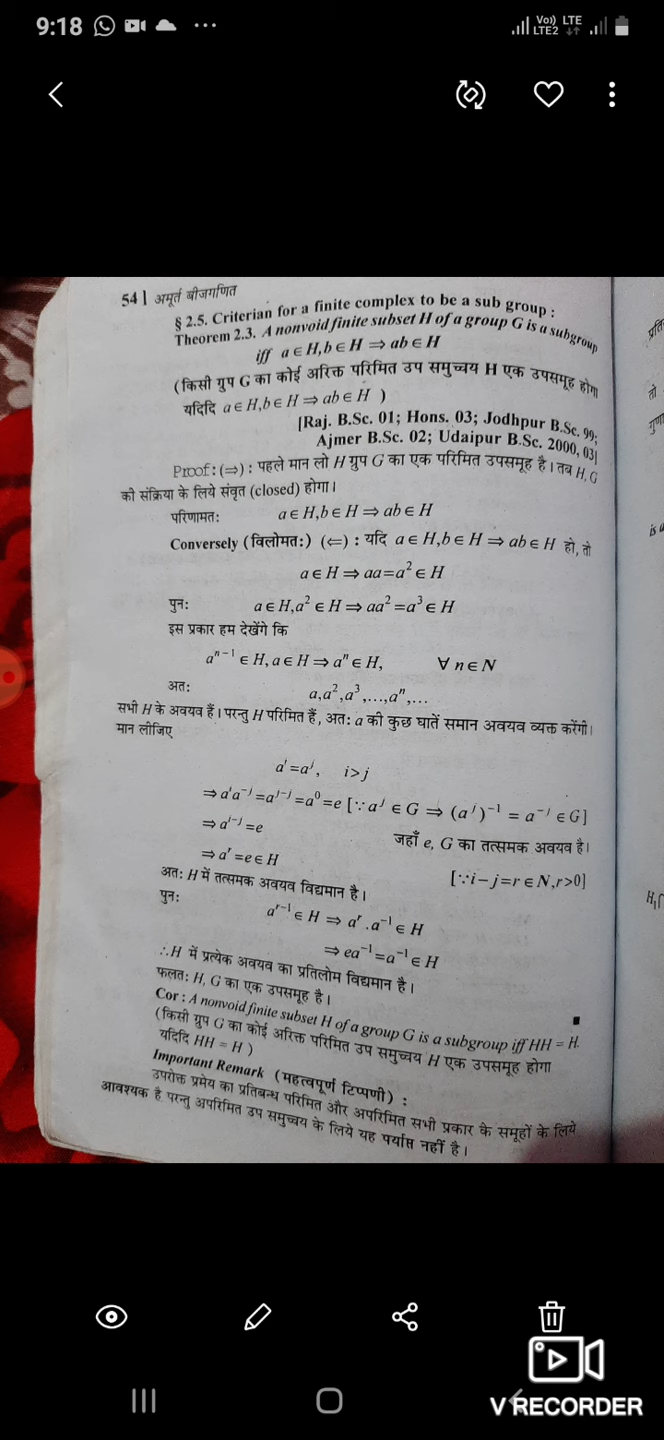 9:18
Vo)) LTE
LTE2
54 | अमूर्त बीजगणित
§ 2.5. Criterian for a finite complex to be a sub group :
Theorem 2.3. A nonvoid finite subset H of a group G is a subgroup
iff a∈H,b∈H ⇒ ab∈H
(किसी ग्रुप G का कोई अरिक्त परिमित उप समुच्चय H एक उपसमूह होगा
यदिदि a∈H,b∈H ⇒ ab∈H )
[Raj. B.Sc. 01; Hons. 03; Jodhpur B.Sc. 99;
Ajmer B.Sc. 02; Udaipur B.Sc. 2000, 03]
Proof: (⇒) : पहले मान लो H ग्रुप G का एक परिमित उपसमूह है। तब H, G
की संक्रिया के लिये संवृत (closed) होगा।
परिणामत: a∈H,b∈H ⇒ ab∈H
Conversely (विलोमत:) (⇐) : यदि a∈H,b∈H ⇒ ab∈H हो, तो
a∈H ⇒ aa=a²∈H
पुन: a∈H,a²∈H ⇒ aa²=a³∈H
इस प्रकार हम देखेंगे कि
aⁿ⁻¹∈H,a∈H ⇒ aⁿ∈H, ∀ n∈N
अत: a,a²,a³,...,aⁿ,...
सभी H के अवयव हैं। परन्तु H परिमित हैं, अत: a की कुछ घातें समान अवयव व्यक्त करेंगी।
मान लीजिए
aⁱ=aʲ, i>j
⇒ aⁱa⁻ʲ=aʲ⁻ʲ=a⁰=e [∵ aʲ∈G ⇒ (aʲ)⁻¹ = a⁻ʲ∈G]
⇒ aⁱ⁻ʲ=e जहाँ e, G का तत्समक अवयव है।
⇒ aʳ=e∈H [∵ i−j=r∈N,r>0]
अत: H में तत्समक अवयव विद्यमान है।
पुन: aʳ⁻¹∈H ⇒ aʳ.a⁻¹∈H
⇒ ea⁻¹=a⁻¹∈H
∴ H में प्रत्येक अवयव का प्रतिलोम विद्यमान है।
फलत: H, G का एक उपसमूह है।
Cor : A nonvoid finite subset H of a group G is a subgroup iff HH = H.
(किसी ग्रुप G का कोई अरिक्त परिमित उप समुच्चय H एक उपसमूह होगा
यदिदि HH = H )
Important Remark (महत्वपूर्ण टिप्पणी) :
उपरोक्त प्रमेय का प्रतिबन्ध परिमित और अपरिमित सभी प्रकार के समूहों के लिये
आवश्यक है परन्तु अपरिमित उप समुच्चय के लिये यह पर्याप्त नहीं है।
तो
is a
V RECORDER